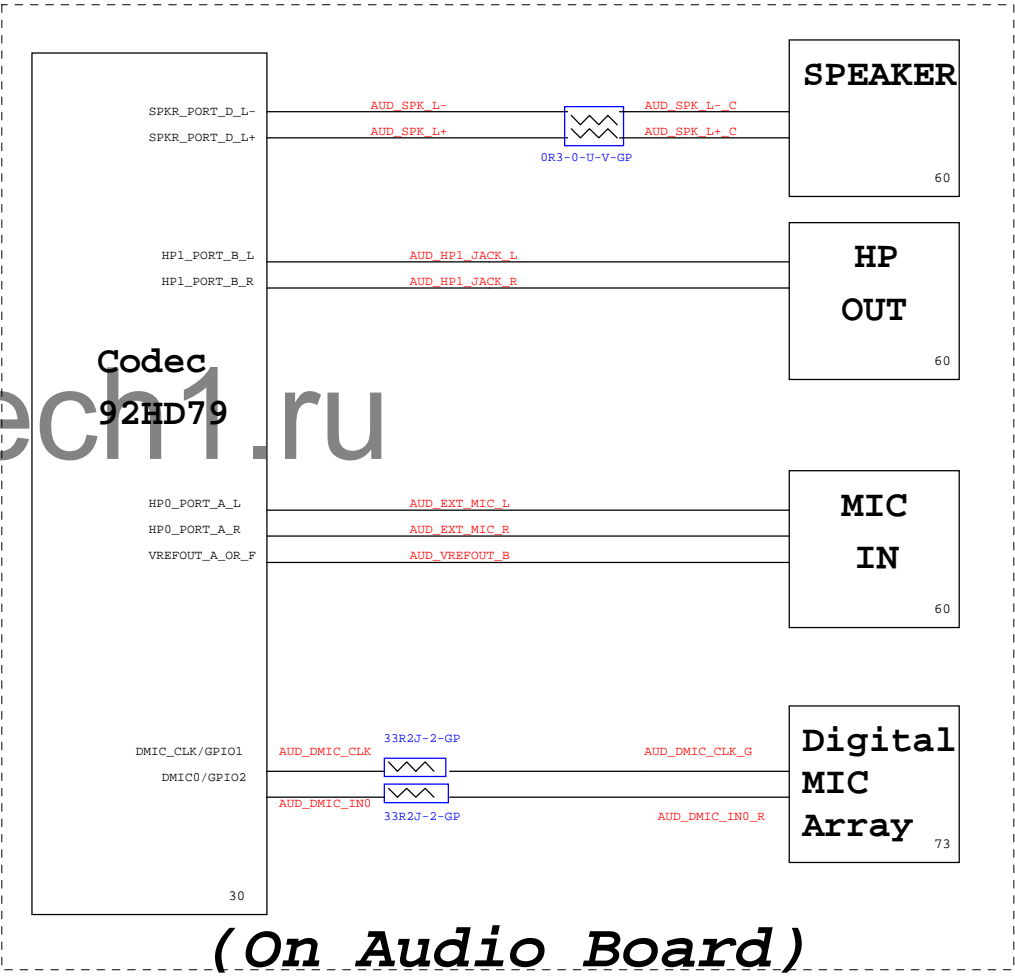 SPEAKER
SPKR_PORT_D_L-
AUD_SPK_L-
AUD_SPK_L-_C
SPKR_PORT_D_L+
AUD_SPK_L+
AUD_SPK_L+_C
0R3-0-U-V-GP
60
HP1_PORT_B_L
AUD_HP1_JACK_L
HP
HP1_PORT_B_R
AUD_HP1_JACK_R
OUT
60
Codec
92HD79
ech1.ru
HP0_PORT_A_L
AUD_EXT_MIC_L
MIC
HP0_PORT_A_R
AUD_EXT_MIC_R
VREFOUT_A_OR_F
AUD_VREFOUT_B
IN
60
33R2J-2-GP
DMIC_CLK/GPIO1
AUD_DMIC_CLK
AUD_DMIC_CLK_G
Digital
DMIC0/GPIO2
MIC
AUD_DMIC_IN0
33R2J-2-GP
AUD_DMIC_IN0_R
Array
73
30
(On Audio Board)